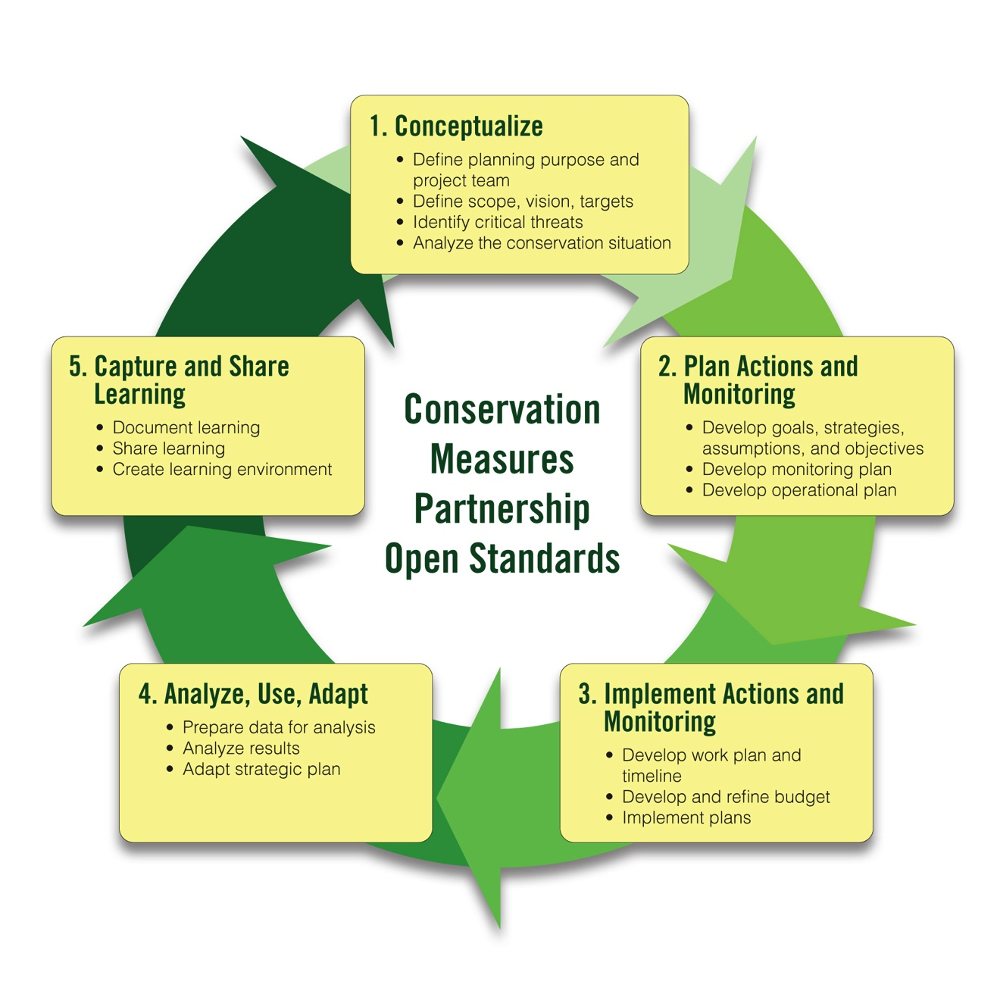 1. Conceptualize
• Define planning purpose and
project team
• Define scope, vision, targets
• Identify critical threats
• Analyze the conservation situation
2. Plan Actions and
Monitoring
• Develop goals, strategies,
assumptions, and objectives
• Develop monitoring plan
• Develop operational plan
3. Implement Actions and
Monitoring
• Develop work plan and
timeline
• Develop and refine budget
• Implement plans
4. Analyze, Use, Adapt
• Prepare data for analysis
• Analyze results
• Adapt strategic plan
5. Capture and Share
Learning
• Document learning
• Share learning
• Create learning environment
Conservation
Measures
Partnership
Open Standards